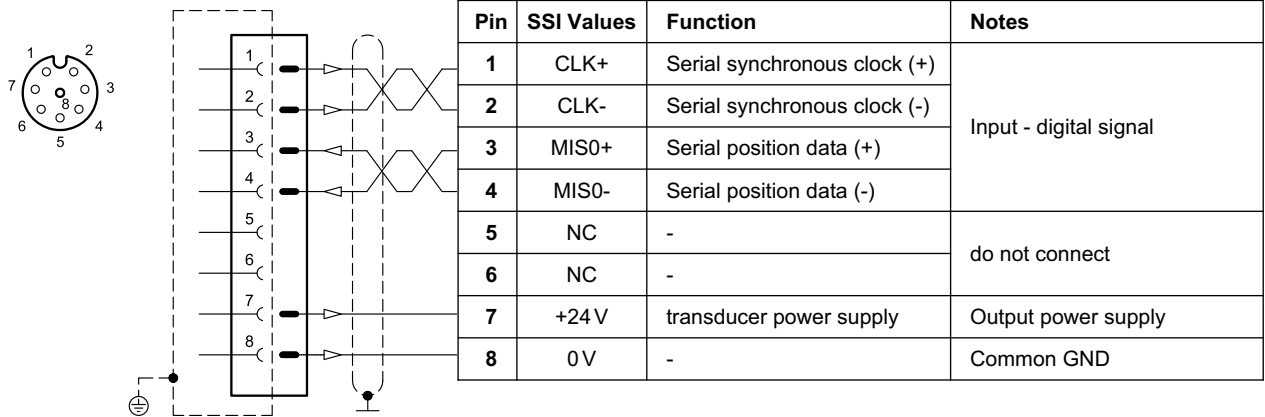 Pin SSI Values Function Notes
1 CLK+ Serial synchronous clock (+)
2 CLK- Serial synchronous clock (-)
Input - digital signal
3 MIS0+ Serial position data (+)
4 MIS0- Serial position data (-)
5 NC -
do not connect
6 NC -
7 +24V transducer power supply Output power supply
8 0V - Common GND
1 2
7 8 3
6 4
5
1
2
3
4
5
6
7
8